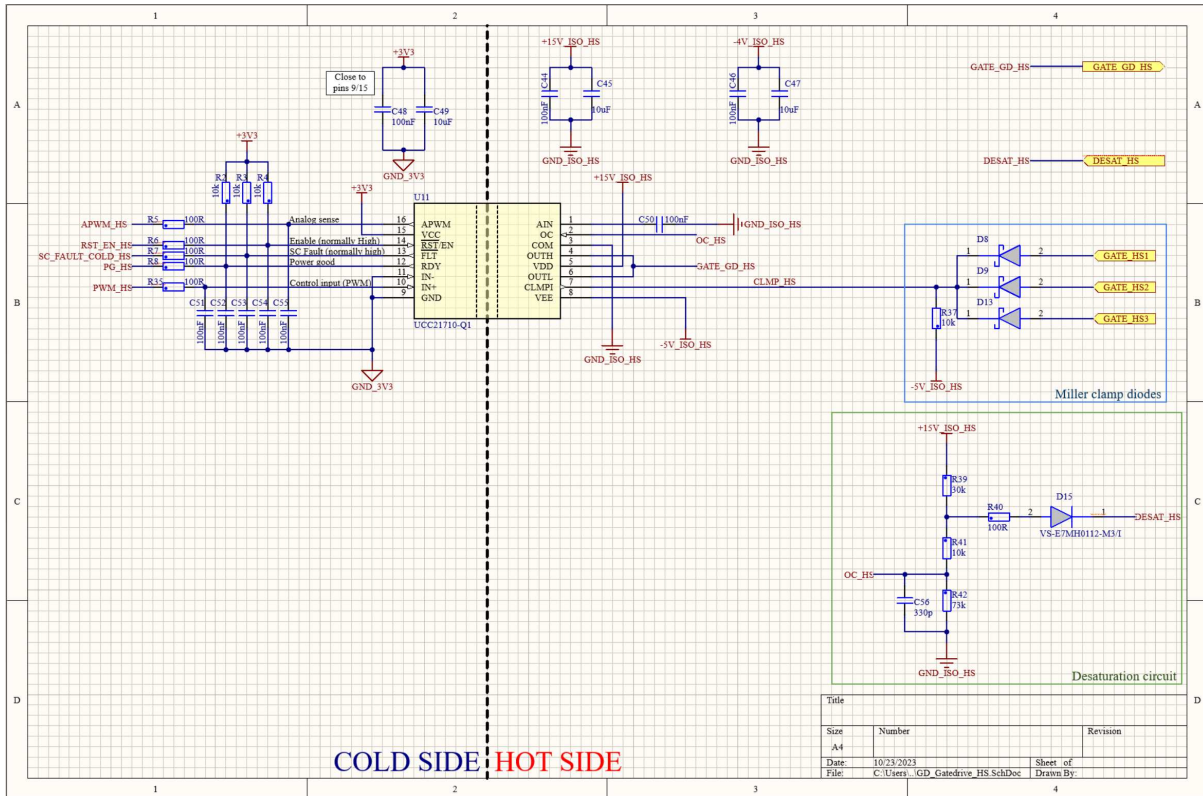 1
2
3
4
A
A
+3V3
Close to
pins 9/15
C48
100nF
C49
10uF
GND_3V3
+15V_ISO_HS
C44
100nF
C45
10uF
GND_ISO_HS
-4V_ISO_HS
C46
100nF
C47
10uF
GND_ISO_HS
GATE_GD_HS
GATE_GD_HS
DESAT_HS
DESAT_HS
+3V3
R2
10k
R3
10k
R4
10k
+3V3
+15V_ISO_HS
U11
APWM_HS
R5
100R
Analog sense
16
APWM
15
VCC
RST_EN_HS
R6
100R
Enable (normally High)
14
RST/EN
SC_FAULT_COLD_HS
R7
100R
SC Fault (normally high)
13
FLT
PG_HS
R8
100R
Power good
12
RDY
11
IN-
PWM_HS
R35
100R
Control input (PWM)
10
IN+
9
GND
UCC21710-Q1
AIN
1
OC
2
COM
3
OUTH
4
VDD
5
OUTL
6
CLMPI
7
VEE
8
C50
100nF
GND_ISO_HS
OC_HS
GATE_GD_HS
CLMP_HS
-5V_ISO_HS
GND_ISO_HS
C51
100nF
C52
100nF
C53
100nF
C54
100nF
C55
100nF
GND_3V3
B
B
D8
1
2
GATE_HS1
D9
1
2
GATE_HS2
D13
1
2
GATE_HS3
R37
10k
-5V_ISO_HS
Miller clamp diodes
C
C
+15V_ISO_HS
R39
30k
R40
100R
2
D15
1
VS-E7MH0112-M3/I
DESAT_HS
R41
10k
OC_HS
C56
330p
R42
73k
GND_ISO_HS
Desaturation circuit
D
D
COLD SIDE
HOT SIDE
Title
Size
A4
Number
Revision
Date:
10/23/2023
Sheet of
File:
C:\Users\...\GD_Gatedrive_HS.SchDoc
Drawn By:
1
2
3
4